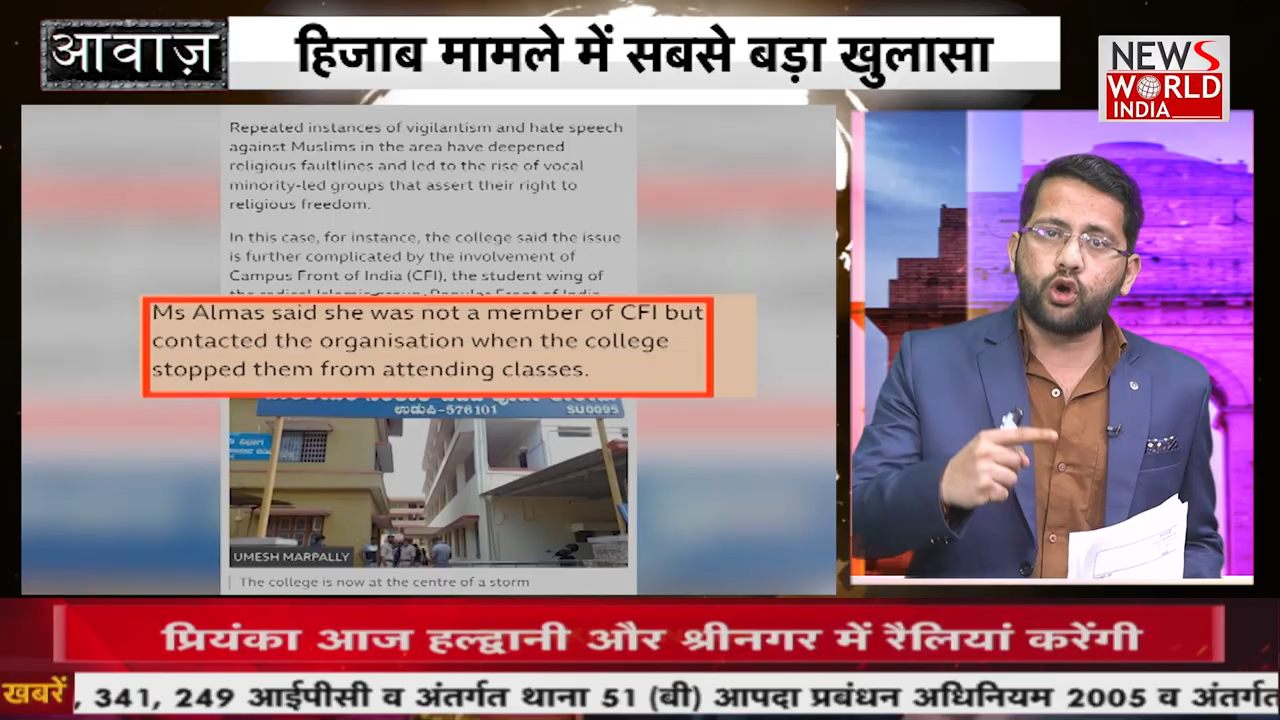 आवाज़
हिजाब मामले में सबसे बड़ा खुलासा
NEWS
WORLD
INDIA
Repeated instances of vigilantism and hate speech
against Muslims in the area have deepened
religious faultlines and led to the rise of vocal
minority-led groups that assert their right to
religious freedom.
In this case, for instance, the college said the issue
is further complicated by the involvement of
Campus Front of India (CFI), the student wing of
Ms Almas said she was not a member of CFI but
contacted the organisation when the college
stopped them from attending classes.
ಉಡುಪಿ-576101
SU0095
UMESH MARPALLY
The college is now at the centre of a storm
प्रियंका आज हल्द्वानी और श्रीनगर में रैलियां करेंगी
खबरें , 341, 249 आईपीसी व अंतर्गत थाना 51 (बी) आपदा प्रबंधन अधिनियम 2005 व अंतर्गत